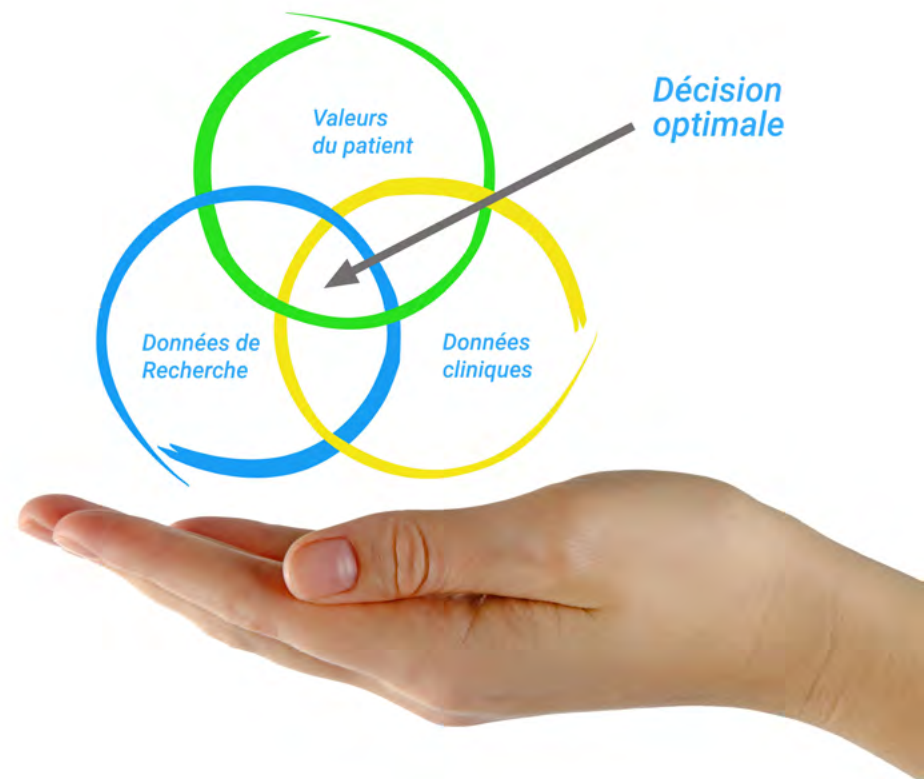 Valeurs
du patient
Décision
optimale
Données de
Recherche
Données
cliniques